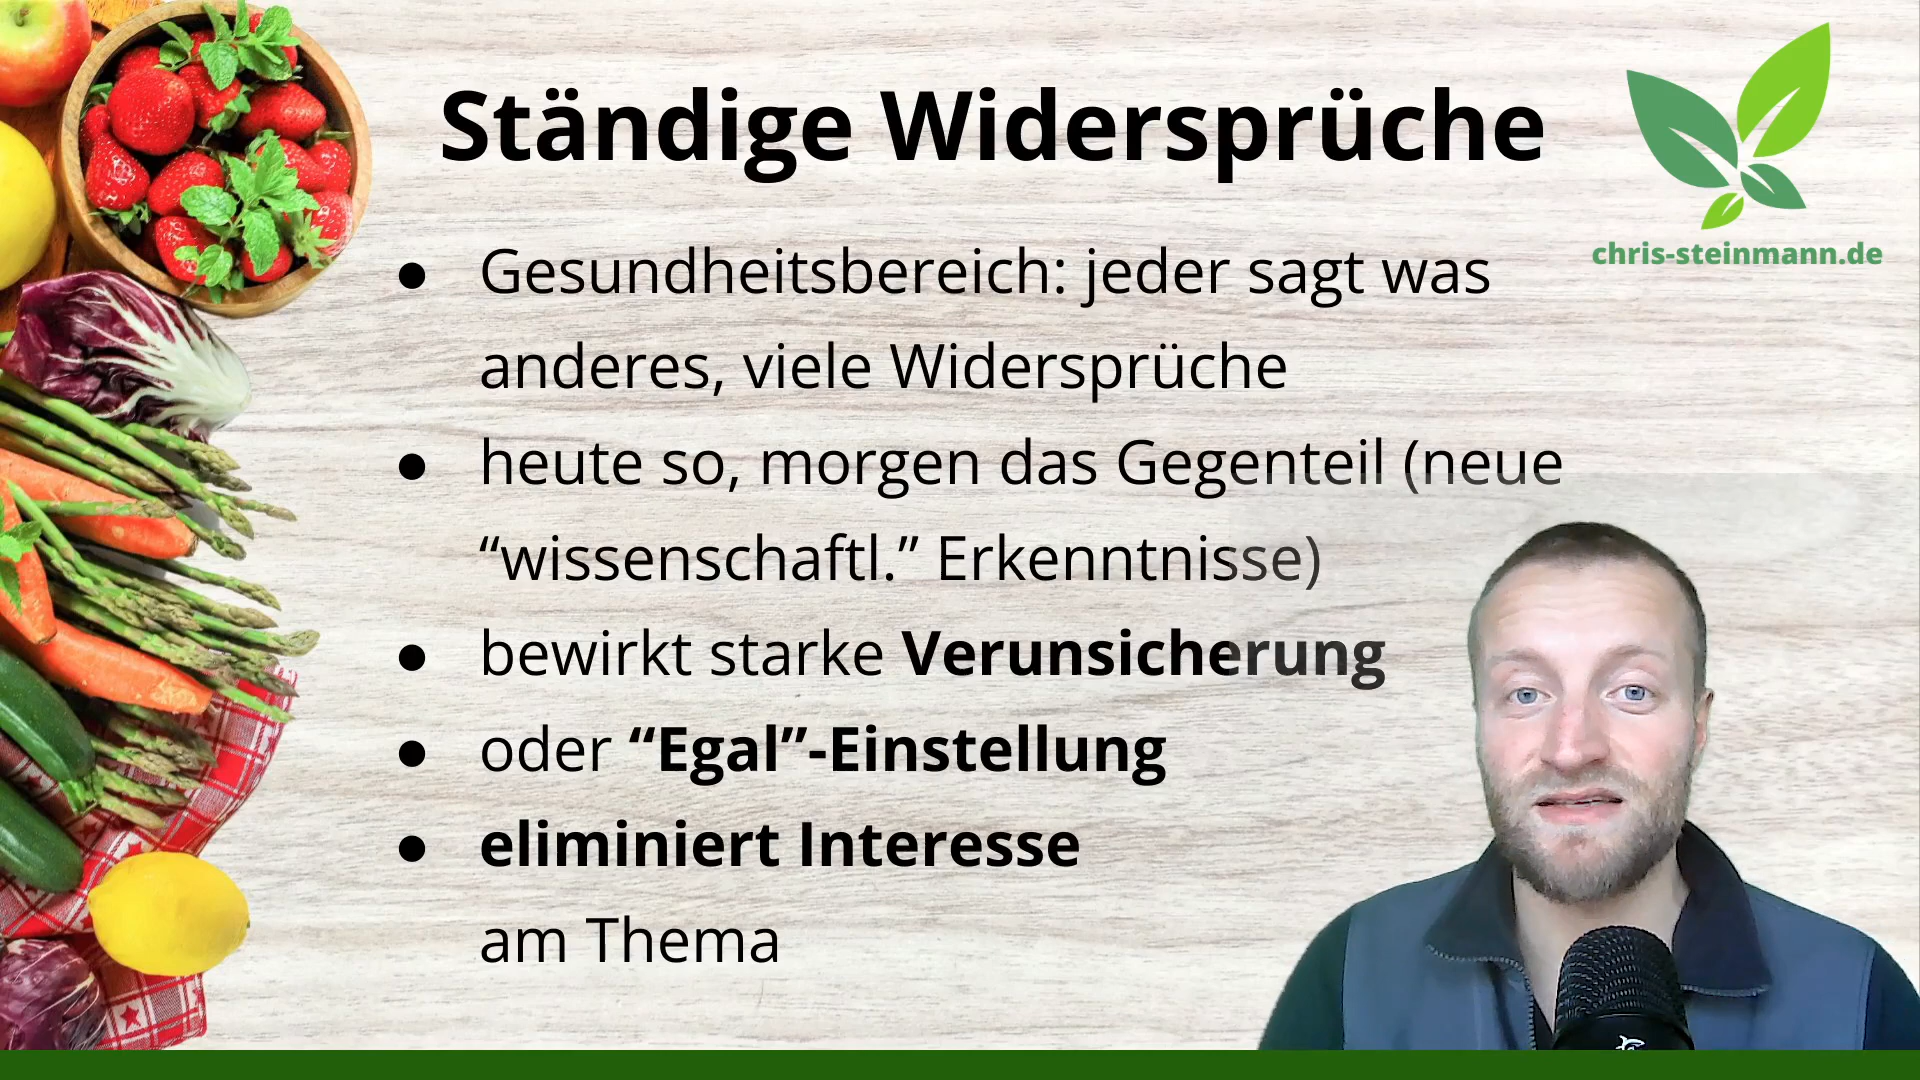 Ständige Widersprüche
chris-steinmann.de
● Gesundheitsbereich: jeder sagt was
anderes, viele Widersprüche
● heute so, morgen das Gegenteil (neue
“wissenschaftl.” Erkenntnisse)
● bewirkt starke Verunsicherung
● oder “Egal”-Einstellung
● eliminiert Interesse
am Thema